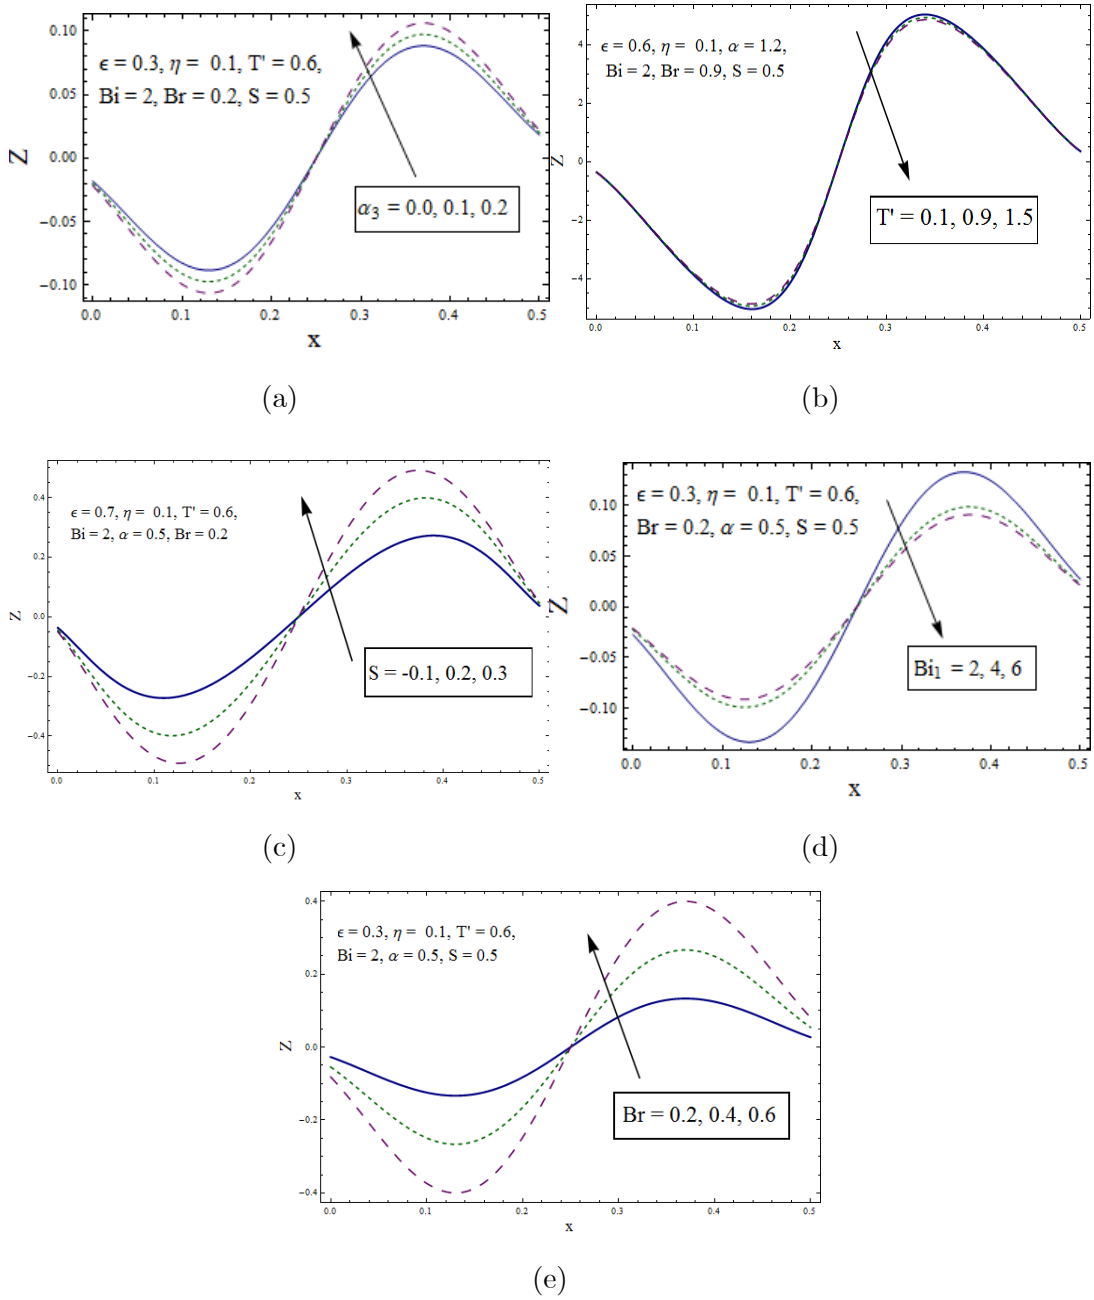 0.10
0.05
0.00
−0.05
−0.10
Z
ϵ = 0.3, η = 0.1, T' = 0.6,
Bi = 2, Br = 0.2, S = 0.5
α₃ = 0.0, 0.1, 0.2
0.0 0.1 0.2 0.3 0.4 0.5
x
(a)
4
2
0
−2
−4
Z
ϵ = 0.6, η = 0.1, α = 1.2,
Bi = 2, Br = 0.9, S = 0.5
T' = 0.1, 0.9, 1.5
0.0 0.1 0.2 0.3 0.4 0.5
x
(b)
0.4
0.2
0.0
−0.2
−0.4
Z
ϵ = 0.7, η = 0.1, T' = 0.6,
Bi = 2, α = 0.5, Br = 0.2
S = -0.1, 0.2, 0.3
0.0 0.1 0.2 0.3 0.4 0.5
x
(c)
0.10
0.05
0.00
−0.05
−0.10
Z
ϵ = 0.3, η = 0.1, T' = 0.6,
Br = 0.2, α = 0.5, S = 0.5
Bi₁ = 2, 4, 6
0.0 0.1 0.2 0.3 0.4 0.5
x
(d)
0.4
0.2
0.0
−0.2
−0.4
Z
ϵ = 0.3, η = 0.1, T' = 0.6,
Bi = 2, α = 0.5, S = 0.5
Br = 0.2, 0.4, 0.6
0.0 0.1 0.2 0.3 0.4 0.5
x
(e)